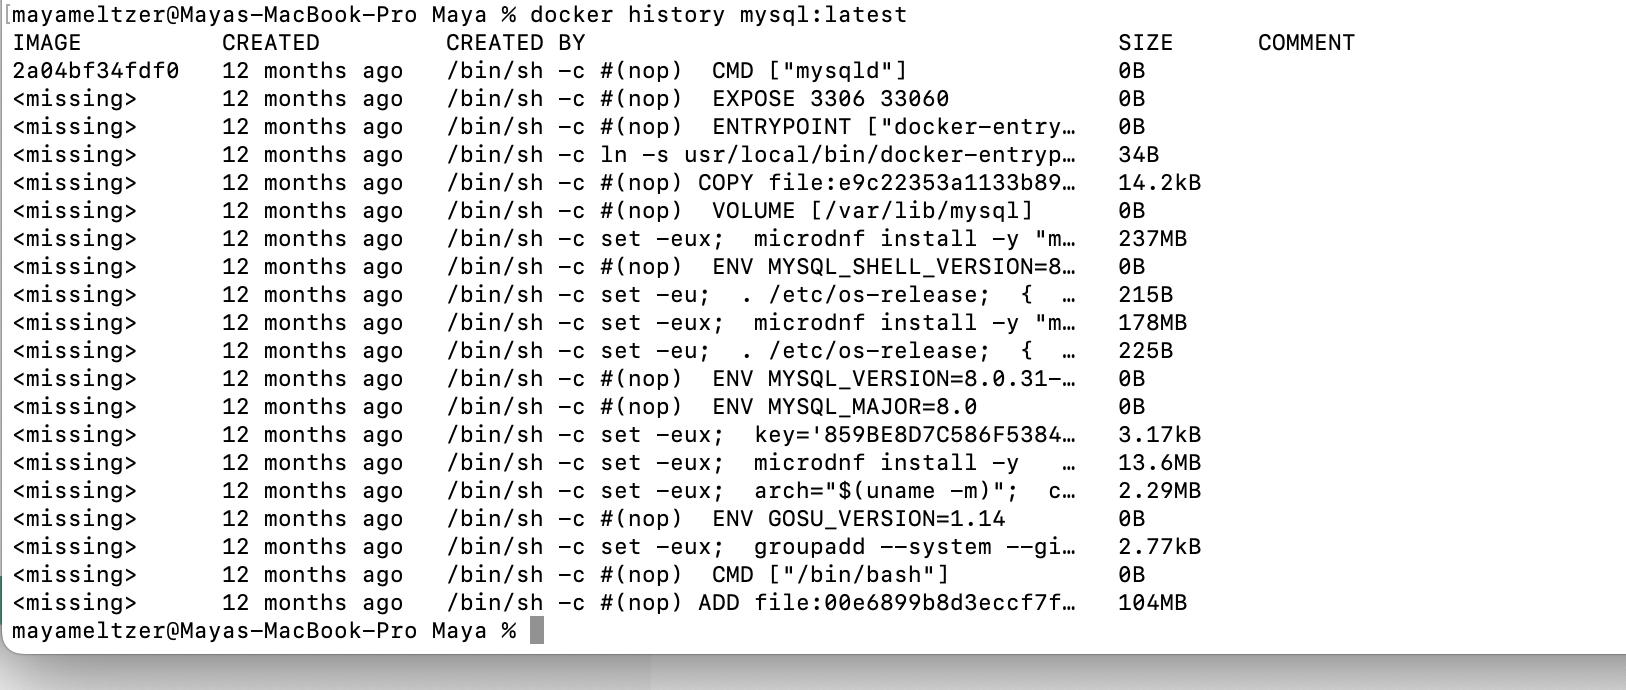 [mayameltzer@Mayas-MacBook-Pro Maya % docker history mysql:latest
IMAGE          CREATED         CREATED BY                                      SIZE      COMMENT
2a04bf34fdf0   12 months ago   /bin/sh -c #(nop)  CMD ["mysqld"]               0B
<missing>      12 months ago   /bin/sh -c #(nop)  EXPOSE 3306 33060            0B
<missing>      12 months ago   /bin/sh -c #(nop)  ENTRYPOINT ["docker-entry…   0B
<missing>      12 months ago   /bin/sh -c ln -s usr/local/bin/docker-entryp…   34B
<missing>      12 months ago   /bin/sh -c #(nop) COPY file:e9c22353a1133b89…   14.2kB
<missing>      12 months ago   /bin/sh -c #(nop)  VOLUME [/var/lib/mysql]      0B
<missing>      12 months ago   /bin/sh -c set -eux;  microdnf install -y "m…   237MB
<missing>      12 months ago   /bin/sh -c #(nop)  ENV MYSQL_SHELL_VERSION=8…   0B
<missing>      12 months ago   /bin/sh -c set -eu;  . /etc/os-release;  {  …   215B
<missing>      12 months ago   /bin/sh -c set -eux;  microdnf install -y "m…   178MB
<missing>      12 months ago   /bin/sh -c set -eu;  . /etc/os-release;  {  …   225B
<missing>      12 months ago   /bin/sh -c #(nop)  ENV MYSQL_VERSION=8.0.31-…   0B
<missing>      12 months ago   /bin/sh -c #(nop)  ENV MYSQL_MAJOR=8.0          0B
<missing>      12 months ago   /bin/sh -c set -eux;  key='859BE8D7C586F5384…   3.17kB
<missing>      12 months ago   /bin/sh -c set -eux;  microdnf install -y   …   13.6MB
<missing>      12 months ago   /bin/sh -c set -eux;  arch="$(uname -m)";  c…   2.29MB
<missing>      12 months ago   /bin/sh -c #(nop)  ENV GOSU_VERSION=1.14        0B
<missing>      12 months ago   /bin/sh -c set -eux;  groupadd --system --gi…   2.77kB
<missing>      12 months ago   /bin/sh -c #(nop)  CMD ["/bin/bash"]            0B
<missing>      12 months ago   /bin/sh -c #(nop) ADD file:00e6899b8d3eccf7f…   104MB
mayameltzer@Mayas-MacBook-Pro Maya %